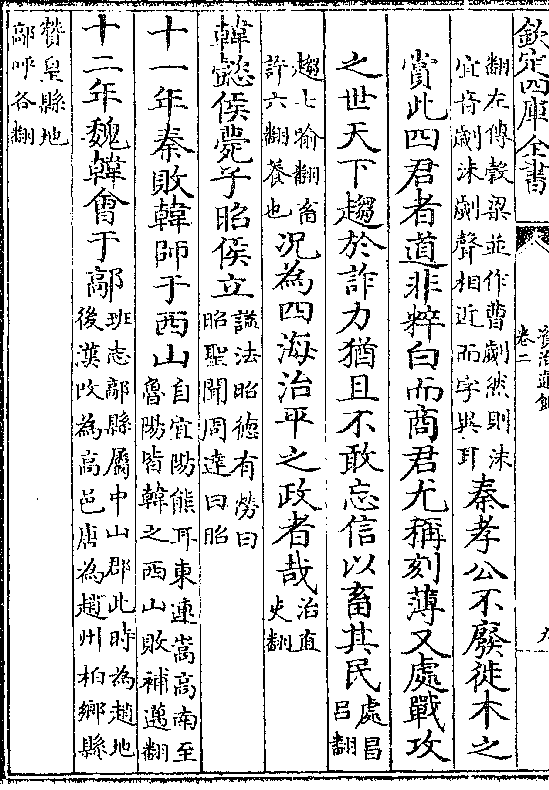 欽定四庫全書
資治通鑑
卷二
九
翻左傳榖梁並作曹劌然則沬
宜音劌沬劌聲相近而字異耳
秦孝公不廢徙木之
賞此四君者道非粹白而商君尤稱刻薄又處戰攻
之世天下趨於詐力猶且不敢忘信以畜其民
處昌
呂翻
趨七喻翻畜
許六翻養也
況為四海治平之政者哉
治直
吏翻
韓懿侯薨子昭侯立
諡法昭德有勞曰
昭聖聞周達曰昭
十一年秦敗韓師于西山
自宜陽熊耳東連嵩高南至
魯陽皆韓之西山敗補邁翻
十二年魏韓會于鄗
班志鄗縣屬中山郡此時為趙地
後漢改為高邑唐為趙州柏鄉縣
贊皇縣地
鄗呼各翻